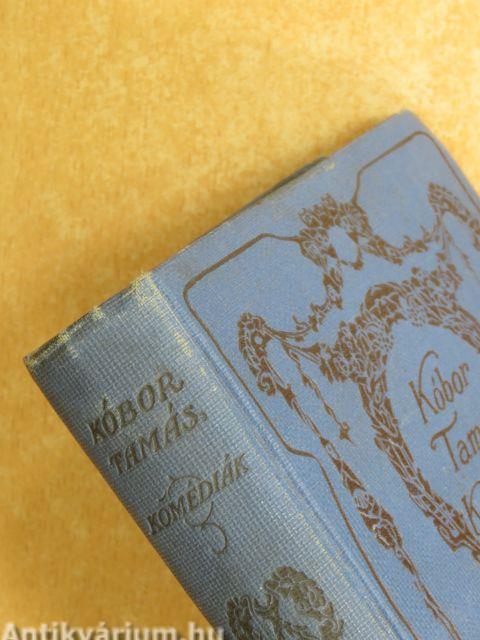 KÓBOR
TAMÁS.
KOMÉDIÁK
Kóbor
Antikvárium.hu